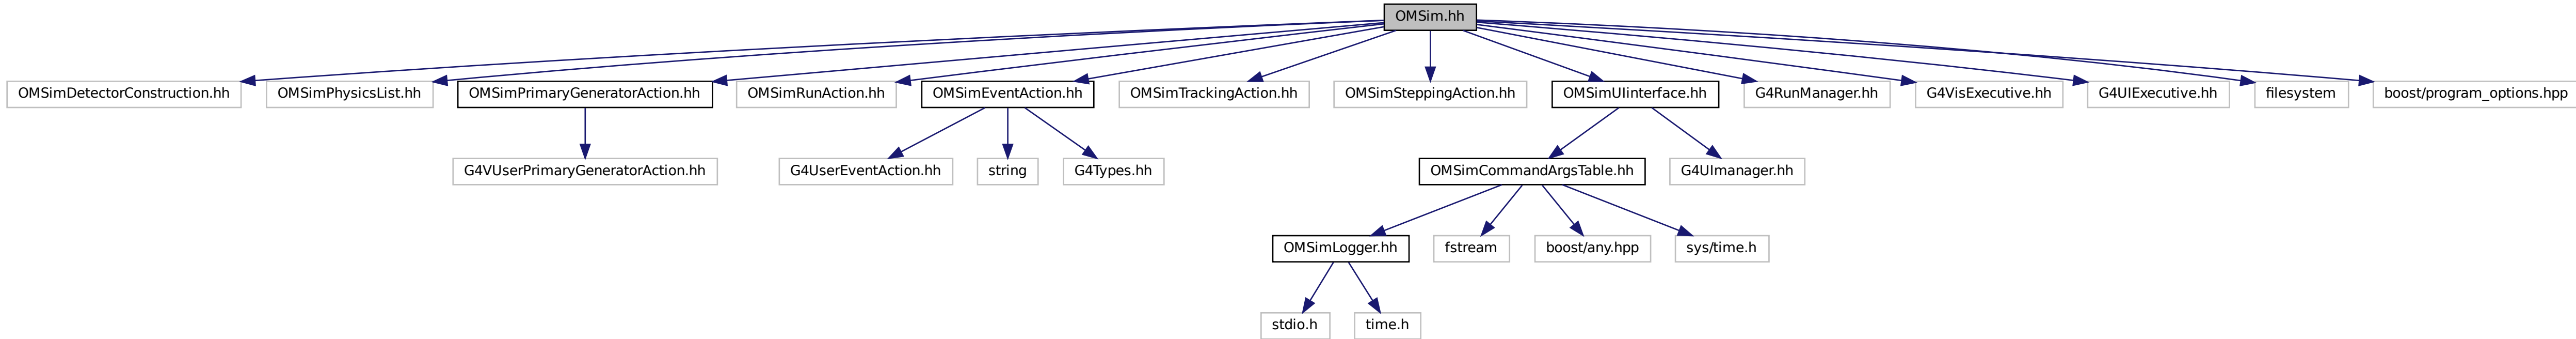 OMSim.hh
OMSimDetectorConstruction.hh
OMSimPhysicsList.hh
OMSimPrimaryGeneratorAction.hh
OMSimRunAction.hh
OMSimEventAction.hh
OMSimTrackingAction.hh
OMSimSteppingAction.hh
OMSimUIinterface.hh
G4RunManager.hh
G4VisExecutive.hh
G4UIExecutive.hh
filesystem
boost/program_options.hpp
G4VUserPrimaryGeneratorAction.hh
G4UserEventAction.hh
string
G4Types.hh
OMSimCommandArgsTable.hh
G4UImanager.hh
OMSimLogger.hh
fstream
boost/any.hpp
sys/time.h
stdio.h
time.h